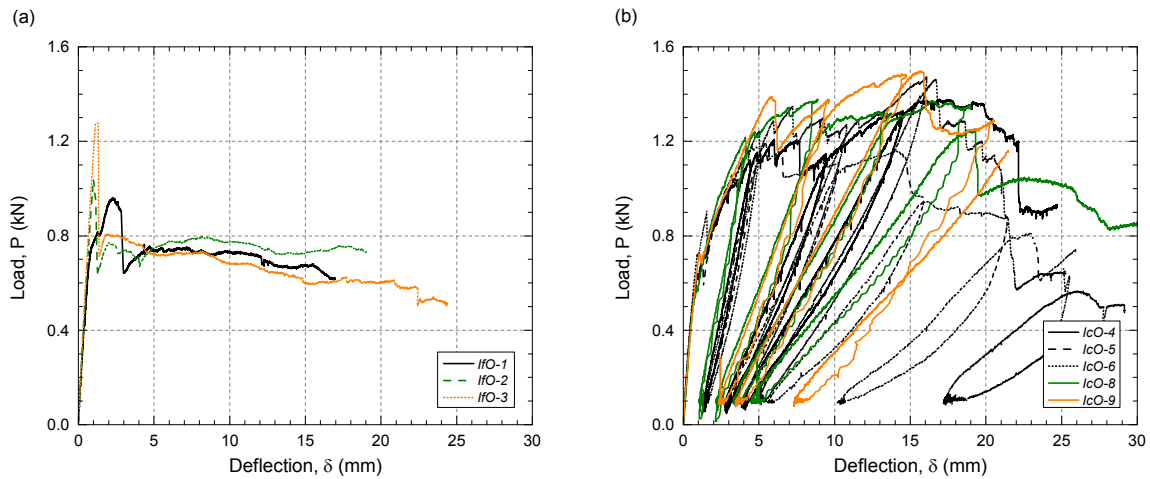 (a)
Load, P (kN)
1.6
1.2
0.8
0.4
0.0
0 5 10 15 20 25 30
Deflection, δ (mm)
IfO-1
IfO-2
IfO-3
(b)
Load, P (kN)
1.6
1.2
0.8
0.4
0.0
0 5 10 15 20 25 30
Deflection, δ (mm)
IcO-4
IcO-5
IcO-6
IcO-8
IcO-9